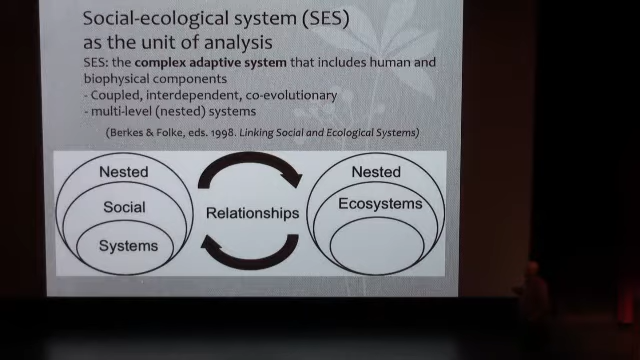 Social-ecological system (SES)
as the unit of analysis
SES: the complex adaptive system that includes human and
biophysical components
- Coupled, interdependent, co-evolutionary
- multi-level (nested) systems
(Berkes & Folke, eds. 1998. Linking Social and Ecological Systems)
Nested
Social
Systems
Relationships
Nested
Ecosystems